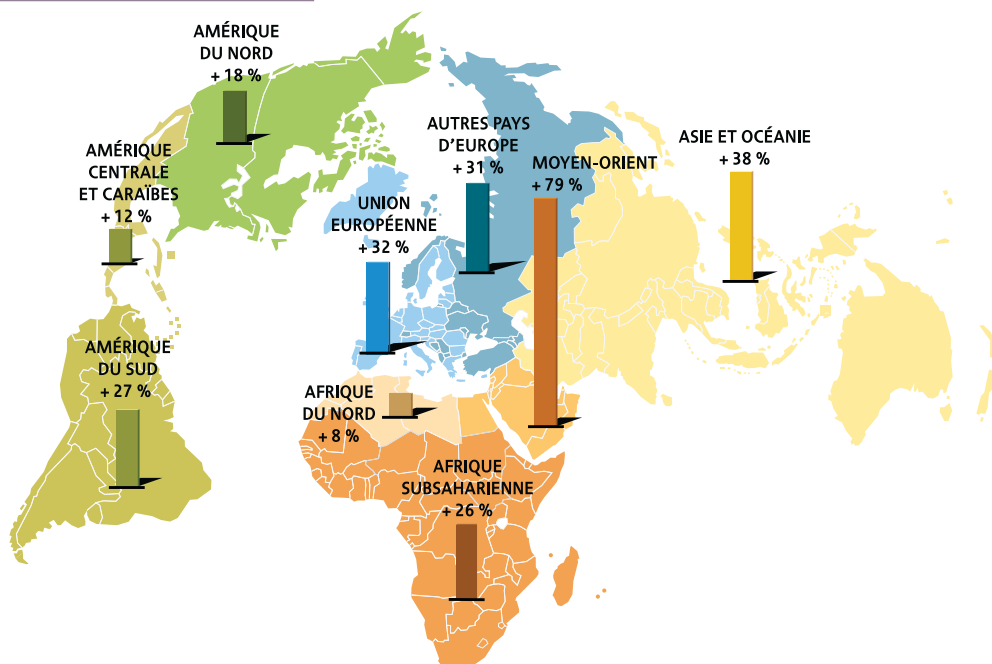 AMÉRIQUE
DU NORD
+ 18 %
AMÉRIQUE
CENTRALE
ET CARAÏBES
+ 12 %
AUTRES PAYS
D'EUROPE
+ 31 %
MOYEN-ORIENT
+ 79 %
ASIE ET OCÉANIE
+ 38 %
UNION
EUROPÉENNE
+ 32 %
AMÉRIQUE
DU SUD
+ 27 %
AFRIQUE
DU NORD
+ 8 %
AFRIQUE
SUBSAHARIENNE
+ 26 %